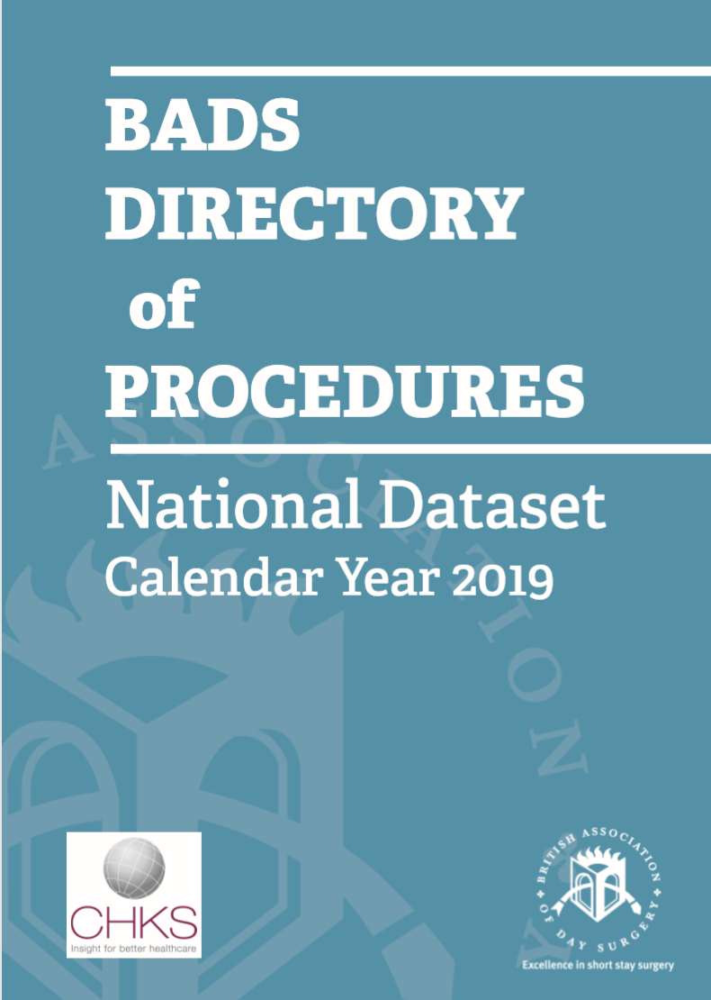 BADS
DIRECTORY
of
PROCEDURES
ASSOCIATION
National Dataset
Calendar Year 2019
CHKS
Insight for better healthcare
BRITISH ASSOCIATION
OF DAY SURGERY
Excellence in short stay surgery